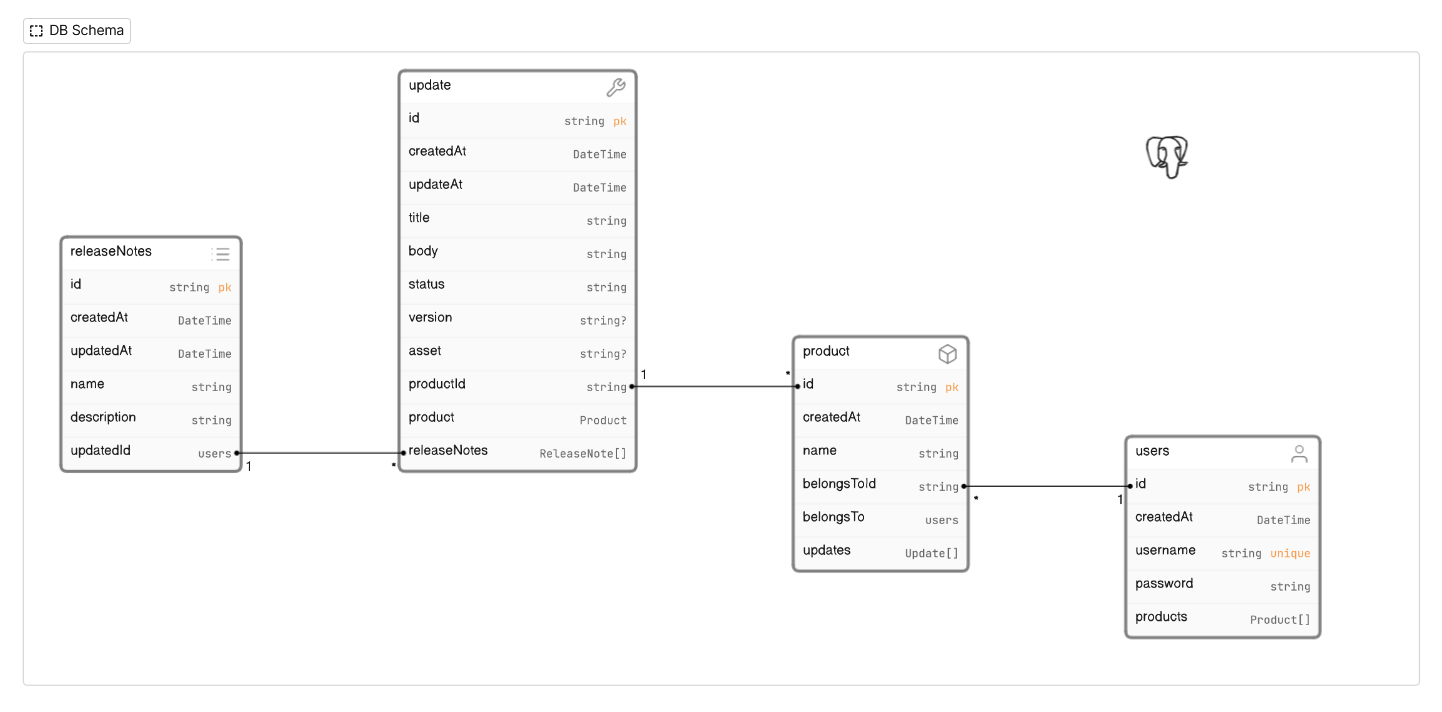 DB Schema
update
id string pk
createdAt DateTime
updateAt DateTime
title string
body string
status string
version string?
asset string?
productId string
product Product
releaseNotes ReleaseNote[]
1
*
releaseNotes
id string pk
createdAt DateTime
updatedAt DateTime
name string
description string
updatedId users
1
*
product
id string pk
createdAt DateTime
name string
belongsToId string
belongsTo users
updates Update[]
*
1
users
id string pk
createdAt DateTime
username string unique
password string
products Product[]